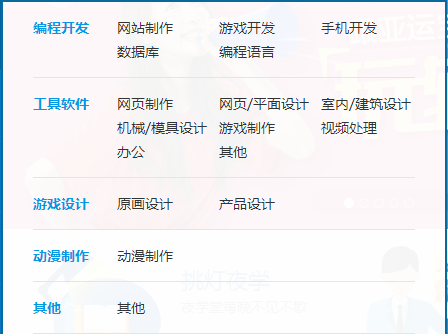 编程开发 网站制作 游戏开发 手机开发
数据库 编程语言
工具软件 网页制作 网页/平面设计 室内/建筑设计
机械/模具设计 游戏制作 视频处理
办公 其他
游戏设计 原画设计 产品设计
动漫制作 动漫制作
挑灯夜学
其他 其他